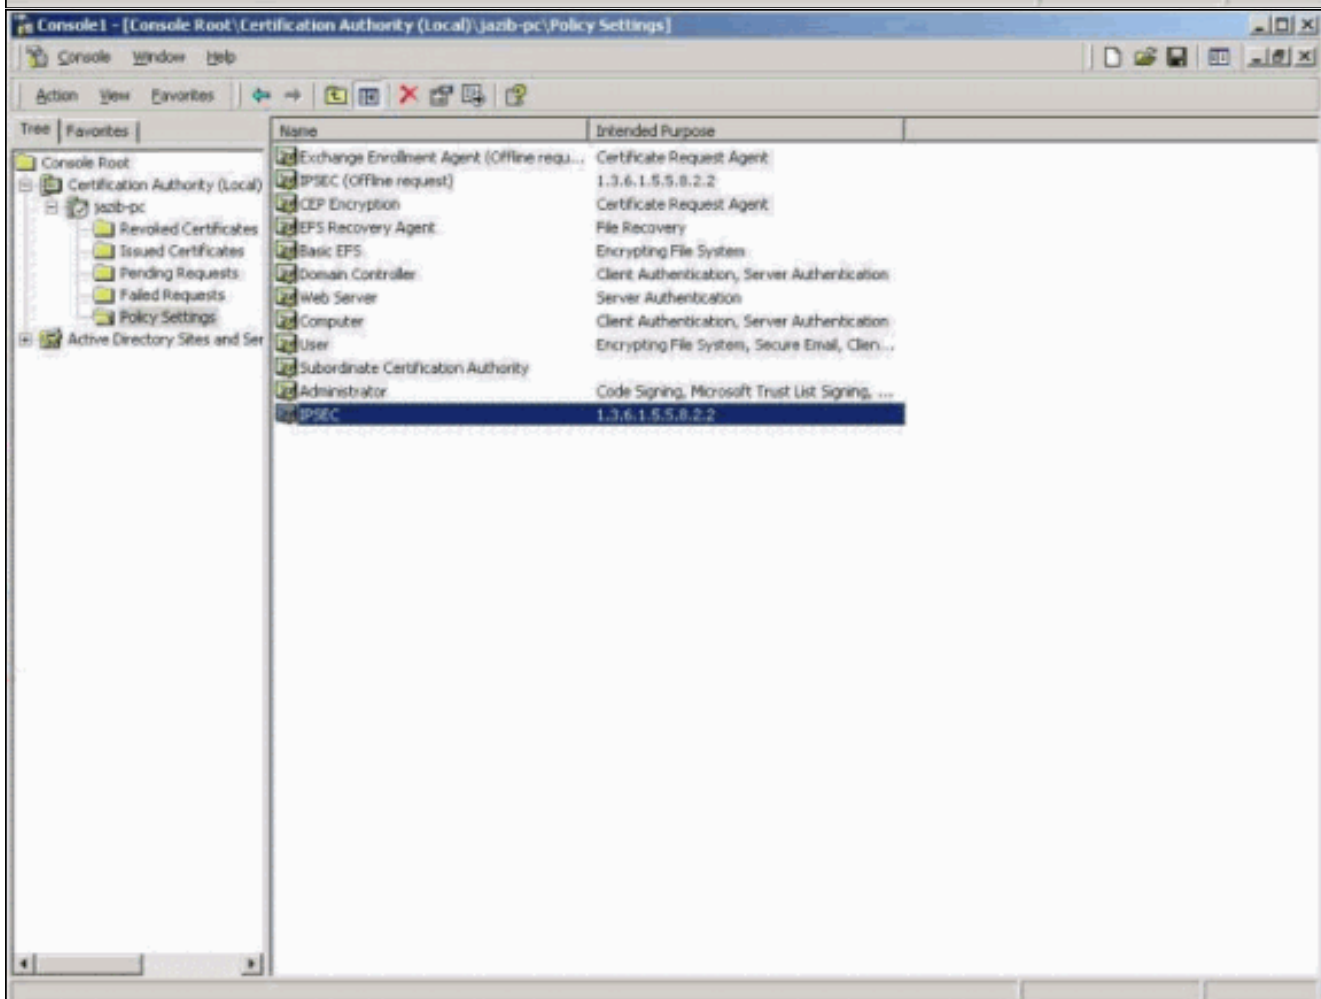 Console1 - [Console Root\Certification Authority (Local)\jazib-pc\Policy Settings]
Console Window Help
Action View Favorites
Tree Favorites
Name Intended Purpose
Console Root
Certification Authority (Local)
jazib-pc
Revoked Certificates
Issued Certificates
Pending Requests
Failed Requests
Policy Settings
Active Directory Sites and Ser
Exchange Enrollment Agent (Offline requ... Certificate Request Agent
IPSEC (Offline request) 1.3.6.1.5.5.8.2.2
CEP Encryption Certificate Request Agent
EFS Recovery Agent File Recovery
Basic EFS Encrypting File System
Domain Controller Client Authentication, Server Authentication
Web Server Server Authentication
Computer Client Authentication, Server Authentication
User Encrypting File System, Secure Email, Clien...
Subordinate Certification Authority
Administrator Code Signing, Microsoft Trust List Signing, ...
IPSEC 1.3.6.1.5.5.8.2.2